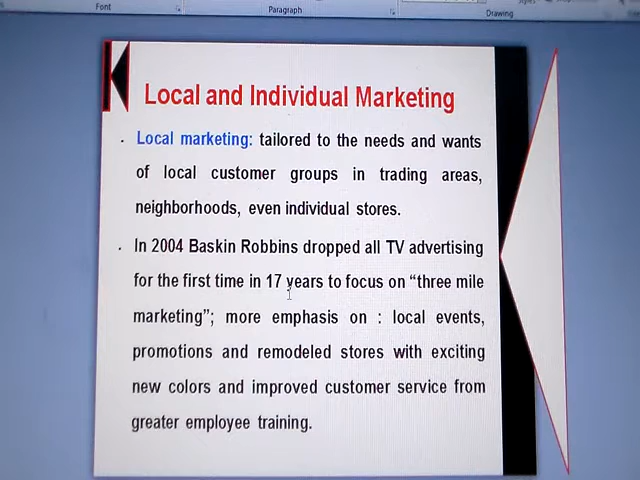 Font
Paragraph
Drawing
Local and Individual Marketing
Local marketing: tailored to the needs and wants
of local customer groups in trading areas,
neighborhoods, even individual stores.
In 2004 Baskin Robbins dropped all TV advertising
for the first time in 17 years to focus on “three mile
marketing”; more emphasis on : local events,
promotions and remodeled stores with exciting
new colors and improved customer service from
greater employee training.